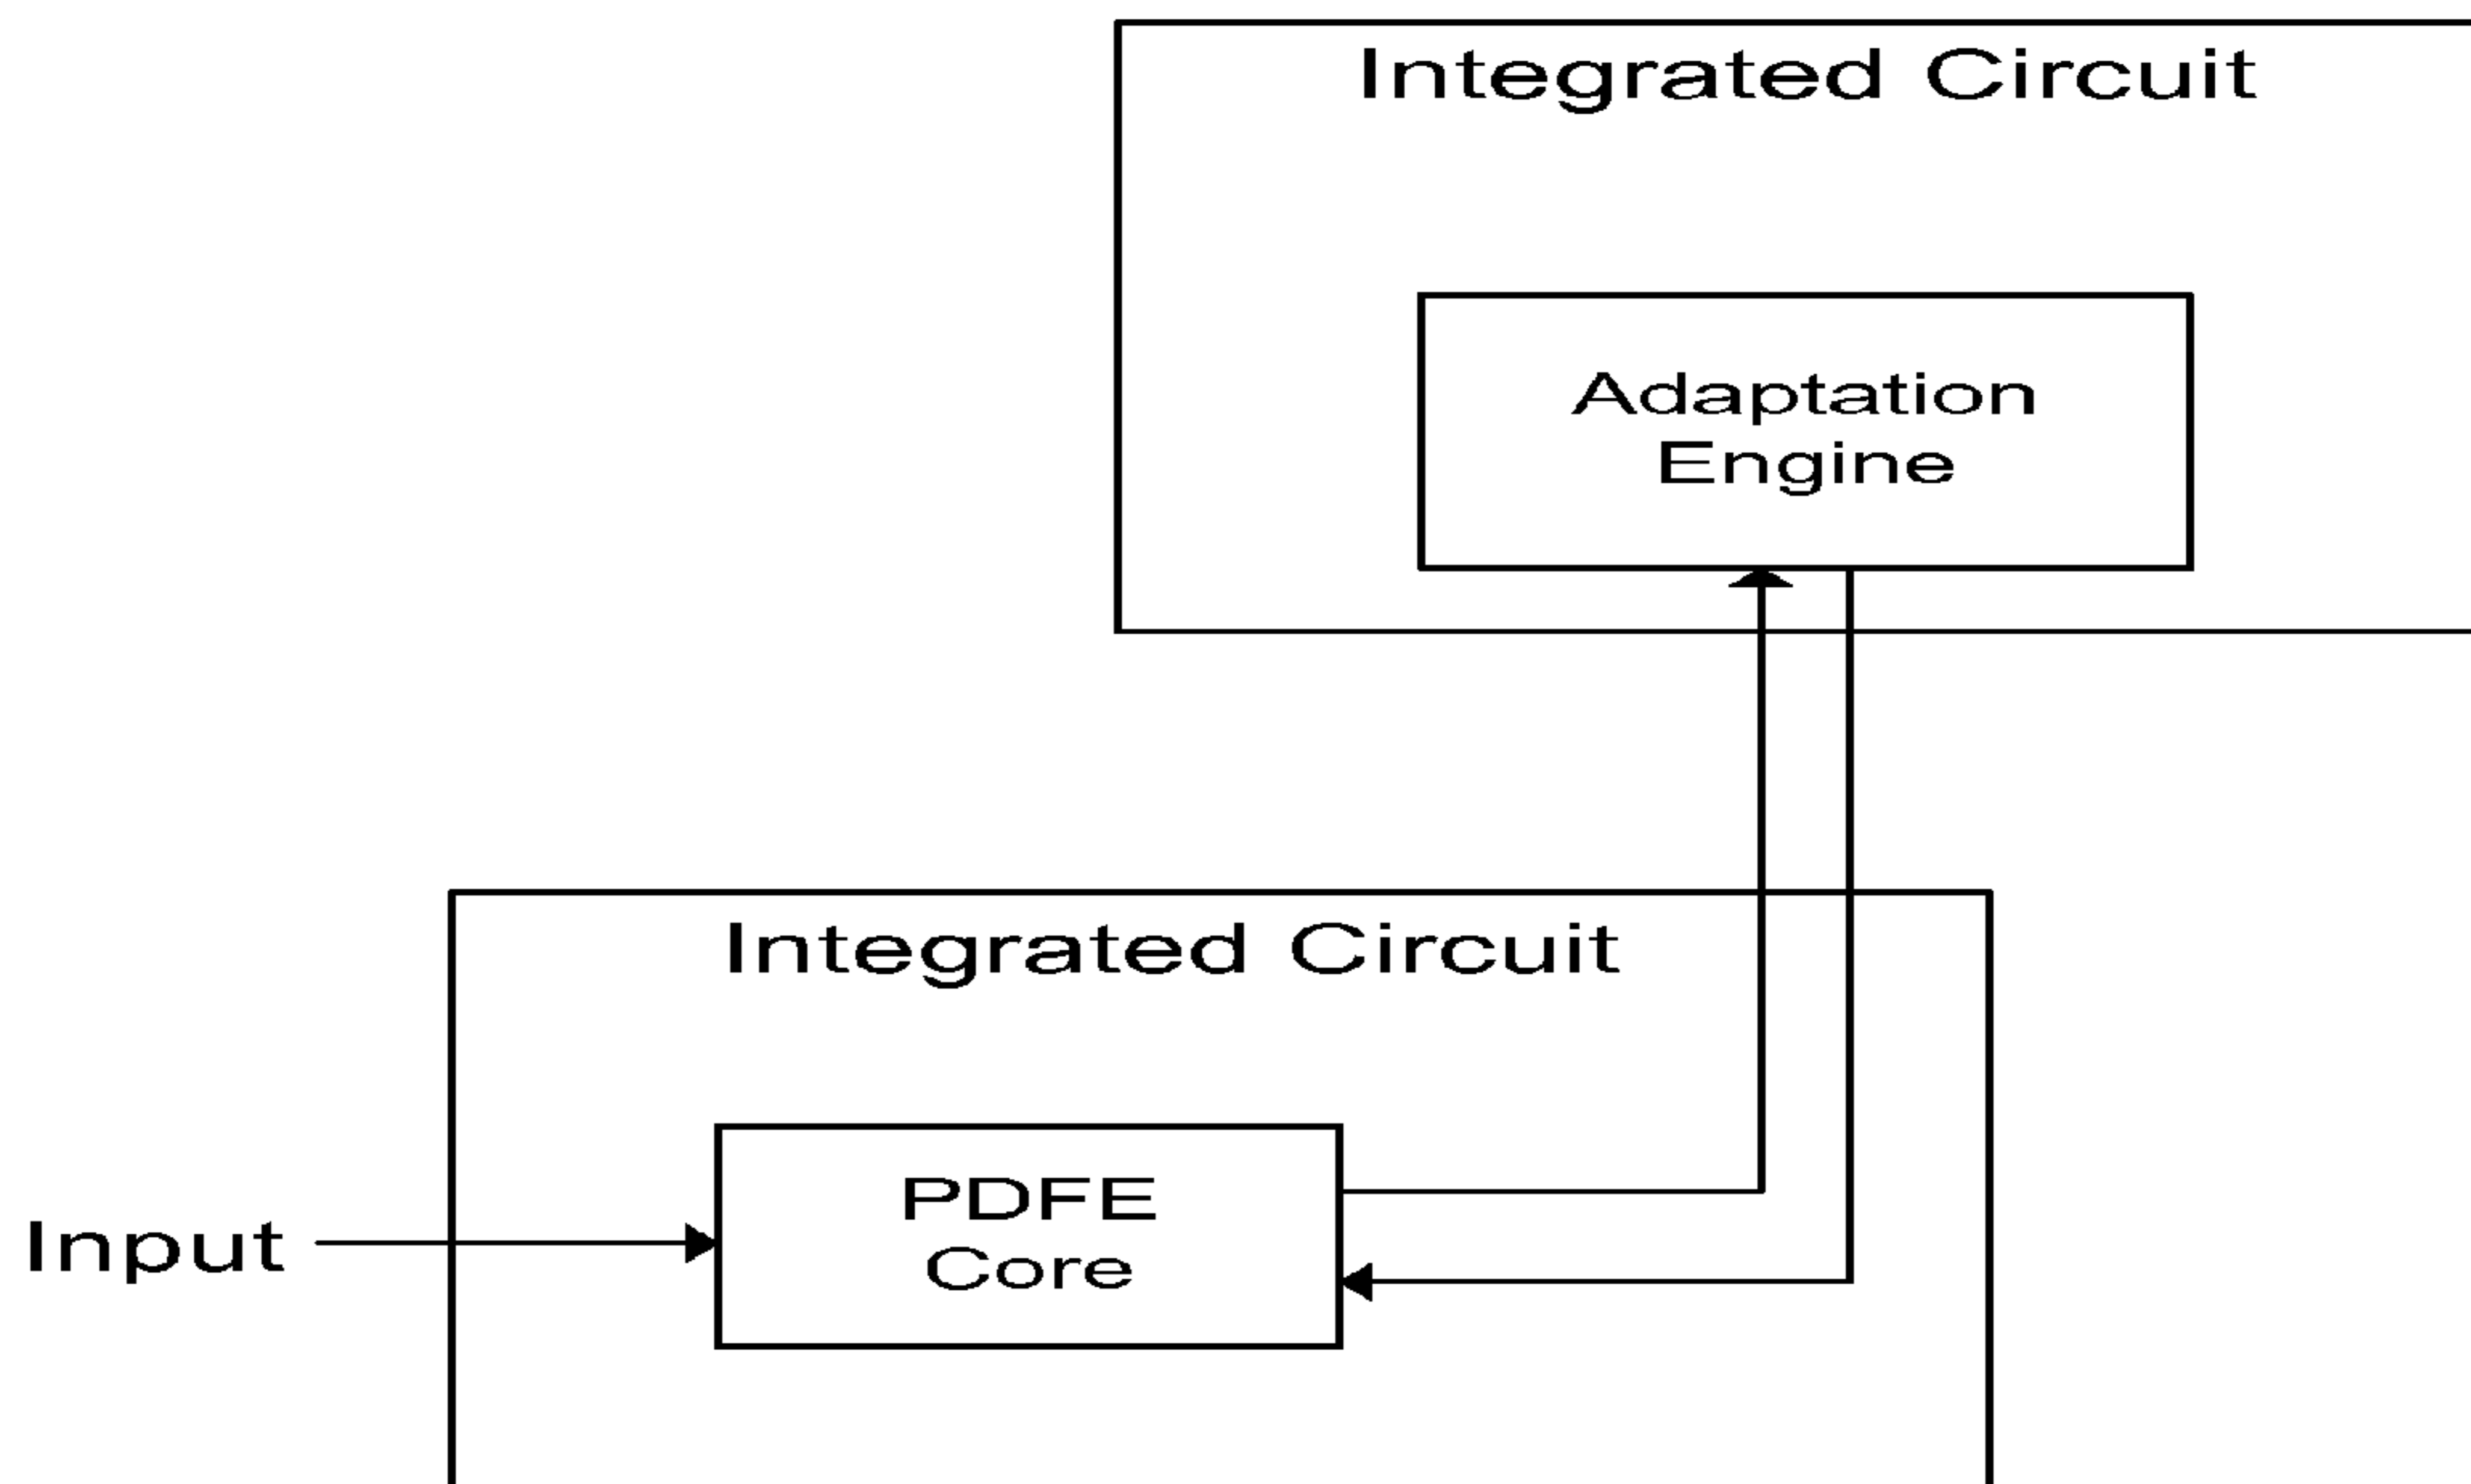 Integrated Circuit
Adaptation
Engine
Integrated Circuit
PDFE
Core
Input